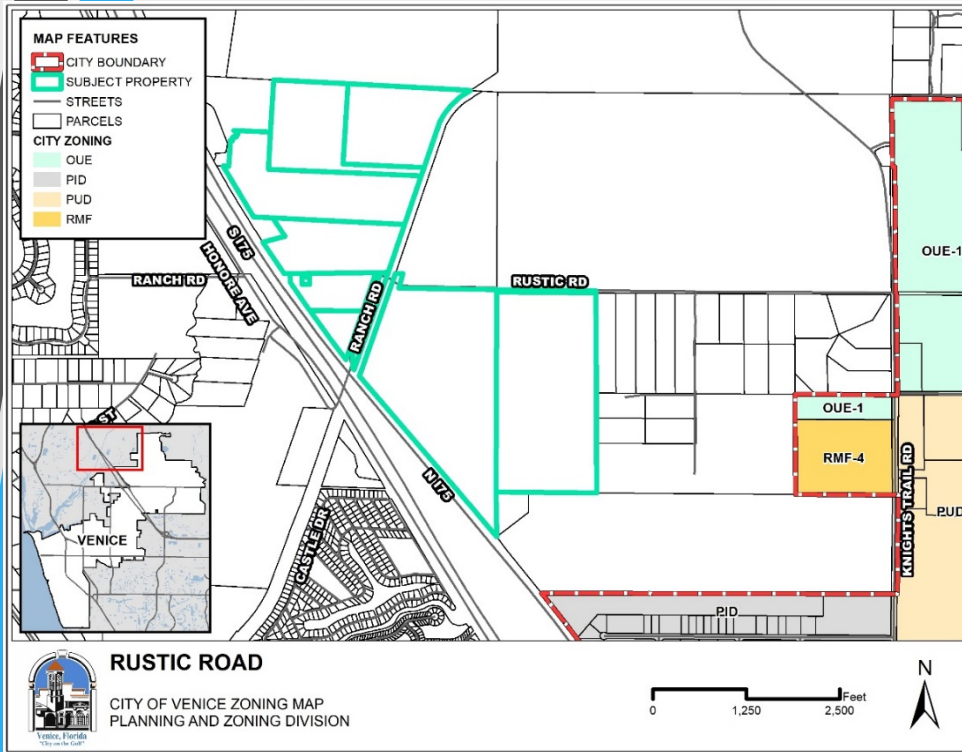 MAP FEATURES
CITY BOUNDARY
SUBJECT PROPERTY
STREETS
PARCELS
CITY ZONING
OUE
PID
PUD
RMF
S I75
HONORE AVE
RANCH RD
RANCH RD
RUSTIC RD
OUE-1
OUE-1
RMF-4
KNIGHTS TRAIL RD
PUD
N I75
CASTLE DR
PID
ST
VENICE
RUSTIC ROAD
CITY OF VENICE ZONING MAP
PLANNING AND ZONING DIVISION
Venice, Florida
"City on the Gulf"
Feet
0 1,250 2,500
N